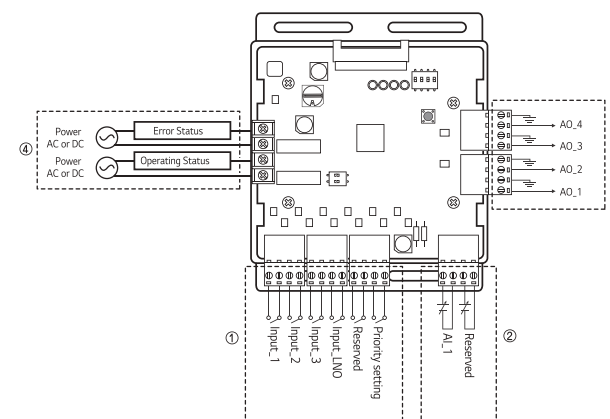 AO_4
AO_3
AO_2
AO_1
④
Power
AC or DC
Error Status
Power
AC or DC
Operating Status
A
①
Input_1
Input_2
Input_3
Input_LNO
Reserved
Priority setting
AI_1
Reserved
②